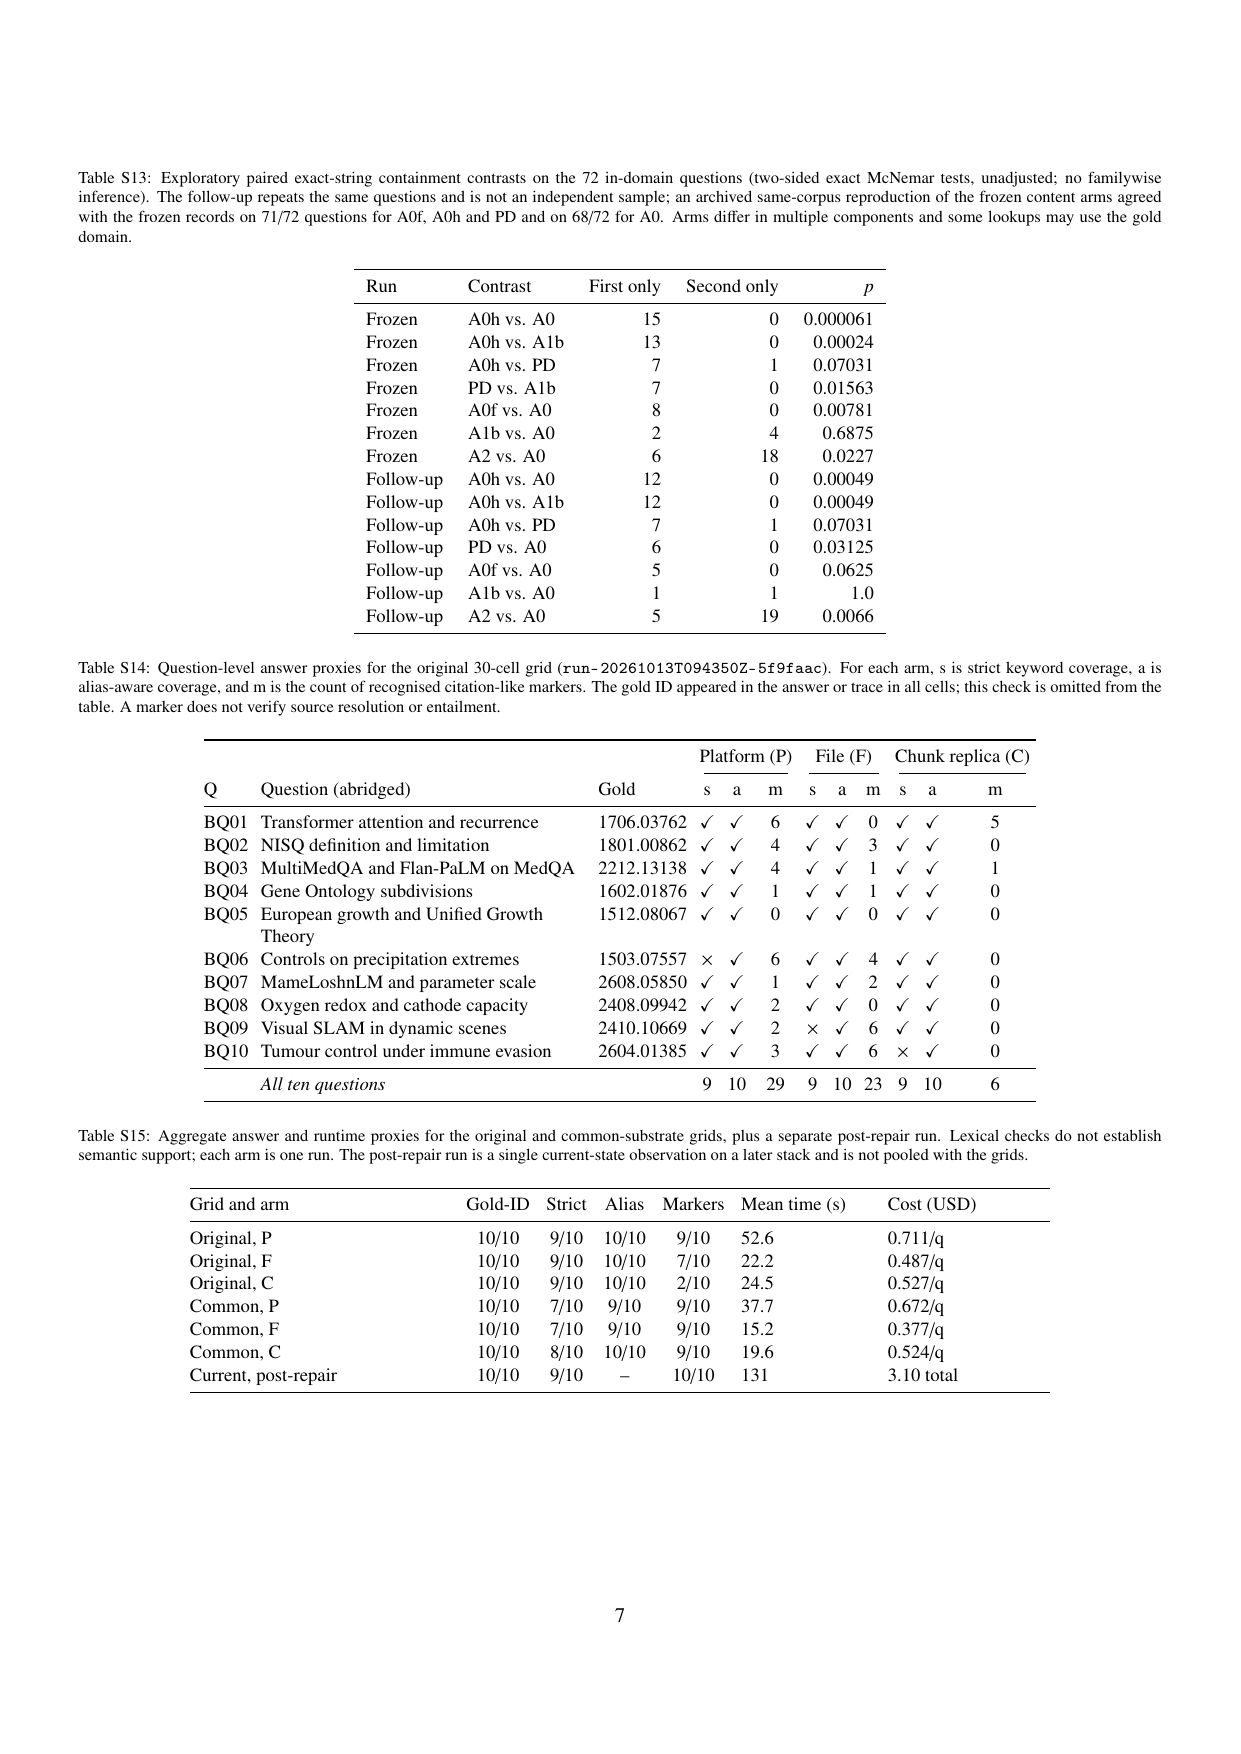 Table S13: Exploratory paired exact-string containment contrasts on the 72 in-domain questions (two-sided exact McNemar tests, unadjusted; no familywise
inference). The follow-up repeats the same questions and is not an independent sample; an archived same-corpus reproduction of the frozen content arms agreed
with the frozen records on 71/72 questions for A0f, A0h and PD and on 68/72 for A0. Arms differ in multiple components and some lookups may use the gold
domain.
Run Contrast First only Second only p
Frozen A0h vs. A0 15 0 0.000061
Frozen A0h vs. A1b 13 0 0.00024
Frozen A0h vs. PD 7 1 0.07031
Frozen PD vs. A1b 7 0 0.01563
Frozen A0f vs. A0 8 0 0.00781
Frozen A1b vs. A0 2 4 0.6875
Frozen A2 vs. A0 6 18 0.0227
Follow-up A0h vs. A0 12 0 0.00049
Follow-up A0h vs. A1b 12 0 0.00049
Follow-up A0h vs. PD 7 1 0.07031
Follow-up PD vs. A0 6 0 0.03125
Follow-up A0f vs. A0 5 0 0.0625
Follow-up A1b vs. A0 1 1 1.0
Follow-up A2 vs. A0 5 19 0.0066
Table S14: Question-level answer proxies for the original 30-cell grid (run-20261013T094350Z-5f9faac). For each arm, s is strict keyword coverage, a is
alias-aware coverage, and m is the count of recognised citation-like markers. The gold ID appeared in the answer or trace in all cells; this check is omitted from the
table. A marker does not verify source resolution or entailment.
Platform (P) File (F) Chunk replica (C)
Q Question (abridged) Gold s a m s a m s a m
BQ01 Transformer attention and recurrence 1706.03762 ✓ ✓ 6 ✓ ✓ 0 ✓ ✓ 5
BQ02 NISQ definition and limitation 1801.00862 ✓ ✓ 4 ✓ ✓ 3 ✓ ✓ 0
BQ03 MultiMedQA and Flan-PaLM on MedQA 2212.13138 ✓ ✓ 4 ✓ ✓ 1 ✓ ✓ 1
BQ04 Gene Ontology subdivisions 1602.01876 ✓ ✓ 1 ✓ ✓ 1 ✓ ✓ 0
BQ05 European growth and Unified Growth 1512.08067 ✓ ✓ 0 ✓ ✓ 0 ✓ ✓ 0
Theory
BQ06 Controls on precipitation extremes 1503.07557 × ✓ 6 ✓ ✓ 4 ✓ ✓ 0
BQ07 MameLoshnLM and parameter scale 2608.05850 ✓ ✓ 1 ✓ ✓ 2 ✓ ✓ 0
BQ08 Oxygen redox and cathode capacity 2408.09942 ✓ ✓ 2 ✓ ✓ 0 ✓ ✓ 0
BQ09 Visual SLAM in dynamic scenes 2410.10669 ✓ ✓ 2 × ✓ 6 ✓ ✓ 0
BQ10 Tumour control under immune evasion 2604.01385 ✓ ✓ 3 ✓ ✓ 6 × ✓ 0
All ten questions 9 10 29 9 10 23 9 10 6
Table S15: Aggregate answer and runtime proxies for the original and common-substrate grids, plus a separate post-repair run. Lexical checks do not establish
semantic support; each arm is one run. The post-repair run is a single current-state observation on a later stack and is not pooled with the grids.
Grid and arm Gold-ID Strict Alias Markers Mean time (s) Cost (USD)
Original, P 10/10 9/10 10/10 9/10 52.6 0.711/q
Original, F 10/10 9/10 10/10 7/10 22.2 0.487/q
Original, C 10/10 9/10 10/10 2/10 24.5 0.527/q
Common, P 10/10 7/10 9/10 9/10 37.7 0.672/q
Common, F 10/10 7/10 9/10 9/10 15.2 0.377/q
Common, C 10/10 8/10 10/10 9/10 19.6 0.524/q
Current, post-repair 10/10 9/10 – 10/10 131 3.10 total
7